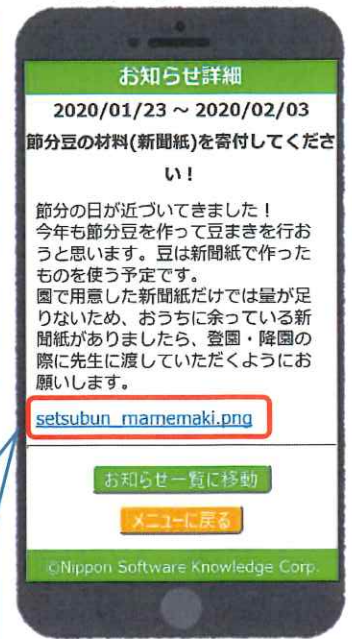 お知らせ詳細
2020/01/23 ～ 2020/02/03
節分豆の材料(新聞紙)を寄付してくださ
い！
節分の日が近づいてきました！
今年も節分豆を作って豆まきを行お
うと思います。豆は新聞紙で作った
ものを使う予定です。
園で用意した新聞紙だけでは量が足
りないため、おうちに余っている新
聞紙がありましたら、登園・降園の
際に先生に渡していただくようにお
願いします。
setsubun_mamemaki.png
お知らせ一覧に移動
メニューに戻る
©Nippon Software Knowledge Corp.